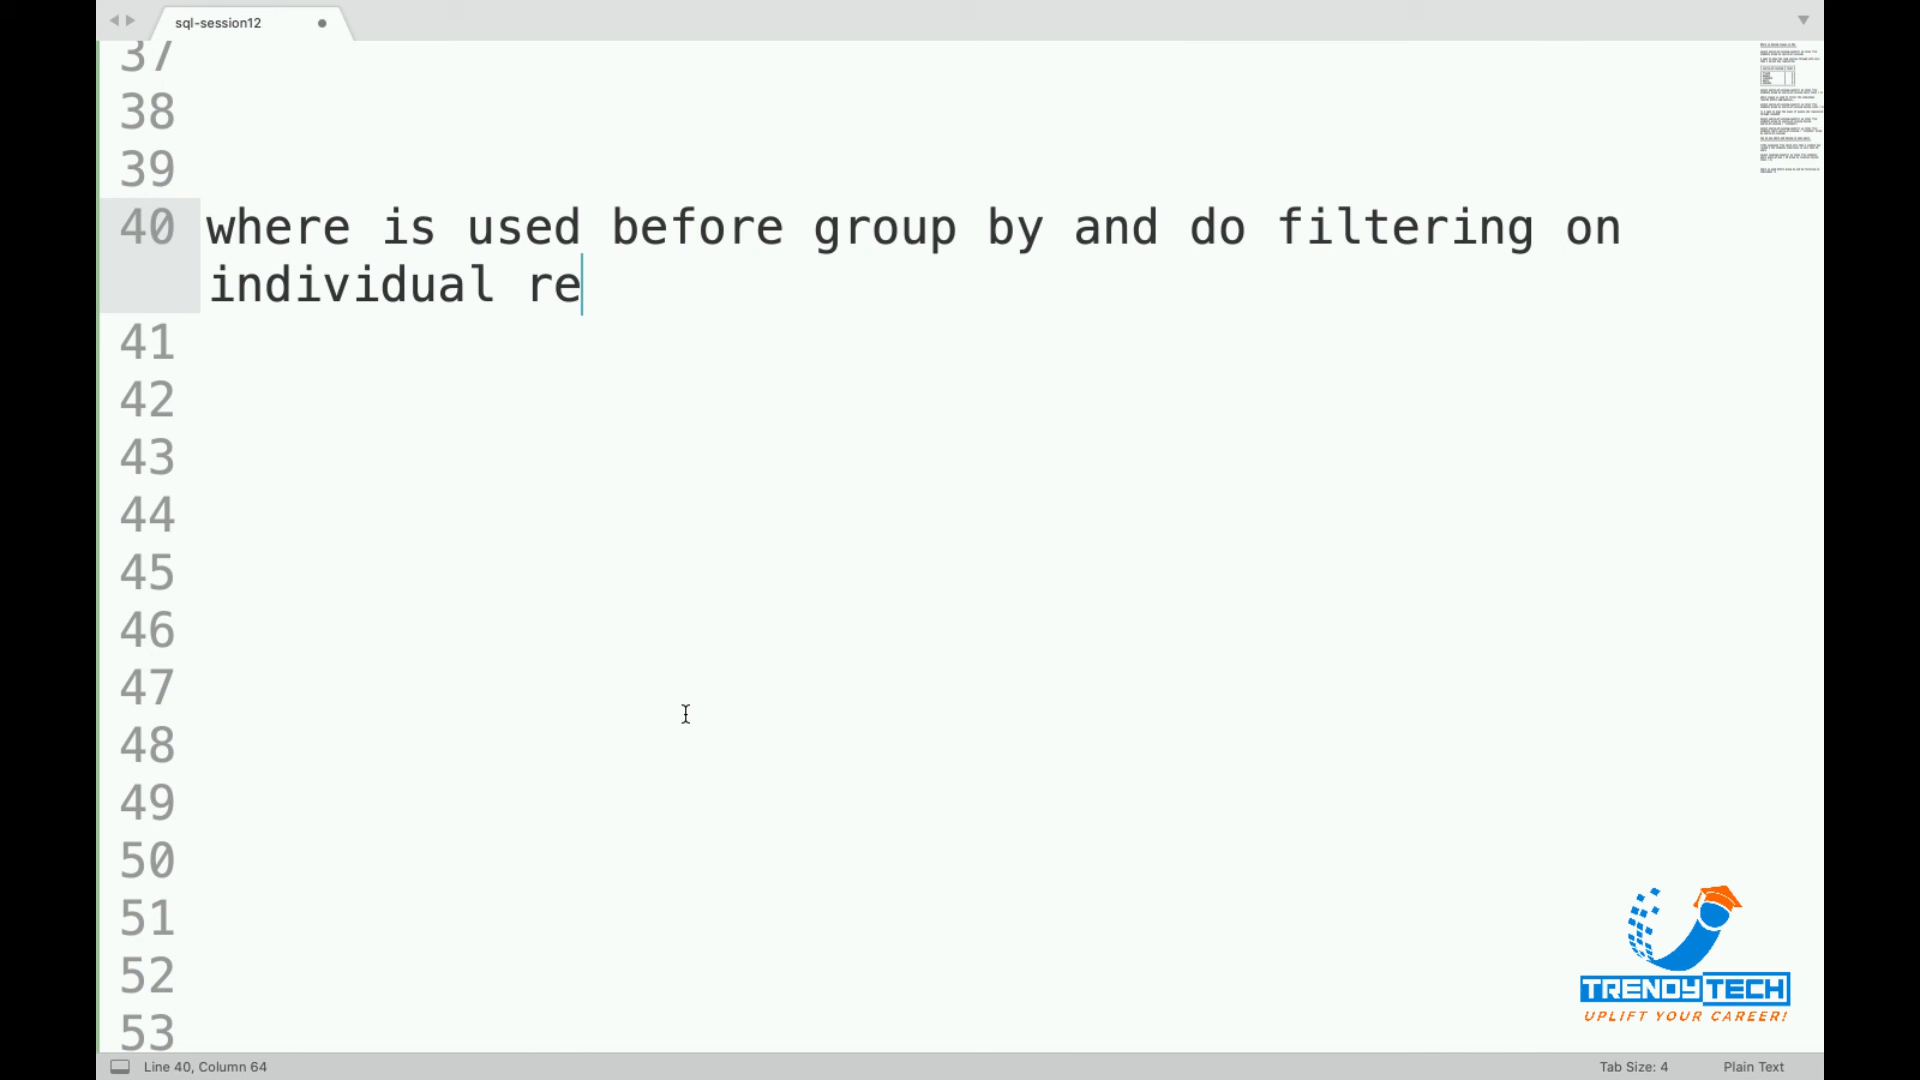 sql-session12
37
38
39
40 where is used before group by and do filtering on
individual re
41
42
43
44
45
46
47
48
49
50
51
52
53
TRENDYTECH
UPLIFT YOUR CAREER!
Line 40, Column 64
Tab Size: 4
Plain Text